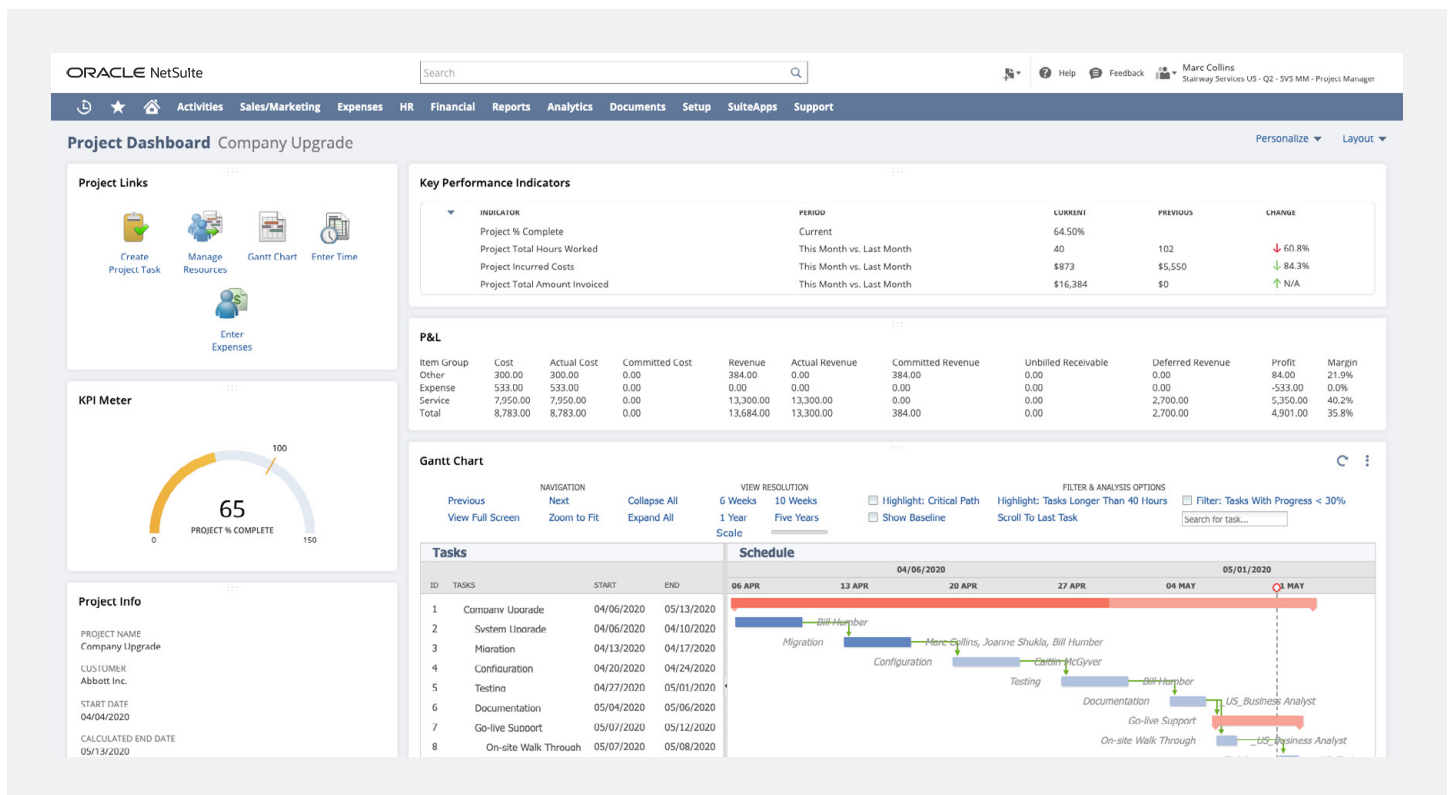 ORACLE NetSuite
Search
Help
Feedback
Marc Collins
Stairway Services US - Q2 - SVS MM - Project Manager
Activities Sales/Marketing Expenses HR Financial Reports Analytics Documents Setup SuiteApps Support
Project Dashboard Company Upgrade
Personalize Layout
Project Links
Create Project Task
Manage Resources
Gantt Chart
Enter Time
Enter Expenses
KPI Meter
100
65
PROJECT % COMPLETE
0 150
Project Info
PROJECT NAME
Company Upgrade
CUSTOMER
Abbott Inc.
START DATE
04/04/2020
CALCULATED END DATE
05/13/2020
Key Performance Indicators
INDICATOR PERIOD CURRENT PREVIOUS CHANGE
Project % Complete Current 64.50%
Project Total Hours Worked This Month vs. Last Month 40 102 60.8%
Project Incurred Costs This Month vs. Last Month $873 $5,550 84.3%
Project Total Amount Invoiced This Month vs. Last Month $16,384 $0 N/A
P&L
Item Group Cost Actual Cost Committed Cost Revenue Actual Revenue Committed Revenue Unbilled Receivable Deferred Revenue Profit Margin
Other 300.00 300.00 0.00 384.00 0.00 384.00 0.00 0.00 84.00 21.9%
Expense 533.00 533.00 0.00 0.00 0.00 0.00 0.00 0.00 -533.00 0.0%
Service 7,950.00 7,950.00 0.00 13,300.00 13,300.00 0.00 0.00 2,700.00 5,350.00 40.2%
Total 8,783.00 8,783.00 0.00 13,684.00 13,300.00 384.00 0.00 2,700.00 4,901.00 35.8%
Gantt Chart
NAVIGATION VIEW RESOLUTION FILTER & ANALYSIS OPTIONS
Previous Next Collapse All 6 Weeks 10 Weeks Highlight: Critical Path Highlight: Tasks Longer Than 40 Hours Filter: Tasks With Progress < 30%
View Full Screen Zoom to Fit Expand All 1 Year Five Years Show Baseline Scroll To Last Task Search for task...
Scale
Tasks Schedule
04/06/2020 05/01/2020
ID TASKS START END 06 APR 13 APR 20 APR 27 APR 04 MAY 1 MAY
1 Company Upgrade 04/06/2020 05/13/2020
2 System Upgrade 04/06/2020 04/10/2020 Bill Humber
3 Migration 04/13/2020 04/17/2020 Migration Marc Collins, Joanne Shukla, Bill Humber
4 Configuration 04/20/2020 04/24/2020 Configuration Caitlin McGyver
5 Testing 04/27/2020 05/01/2020 Testing Bill Humber
6 Documentation 05/04/2020 05/06/2020 Documentation _US_Business Analyst
7 Go-live Support 05/07/2020 05/12/2020 Go-live Support
8 On-site Walk Through 05/07/2020 05/08/2020 On-site Walk Through _US_Business Analyst